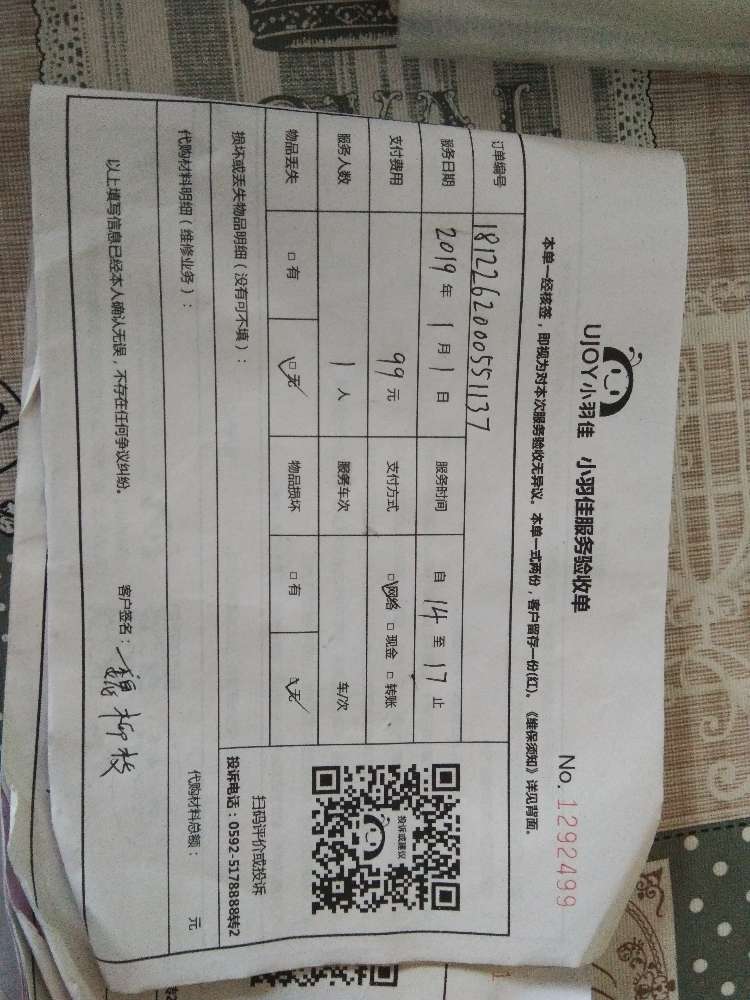 UJOY小羽佳 小羽佳服务验收单
No. 1292499
本单一经核签，即视为对本次服务验收无异议。本单一式两份，客户留存一份(红)。《维保须知》详见背面。
订单编号 1812262000551137
服务日期 2019 年 1 月 1 日 服务时间 自 14 至 17 止
支付费用 99 元 支付方式 □网络 □现金 □转账
服务人数 1 人 服务车次 车/次
物品丢失 □有 □无 物品损坏 □有 □无
投诉或建议
扫码评价或投诉
投诉电话：0592-5178888转2
损坏或丢失物品明细（没有可不填）：
代购材料明细（维修业务）： 代购材料总额： 元
以上填写信息已经本人确认无误，不存在任何争议纠纷。 客户签名：